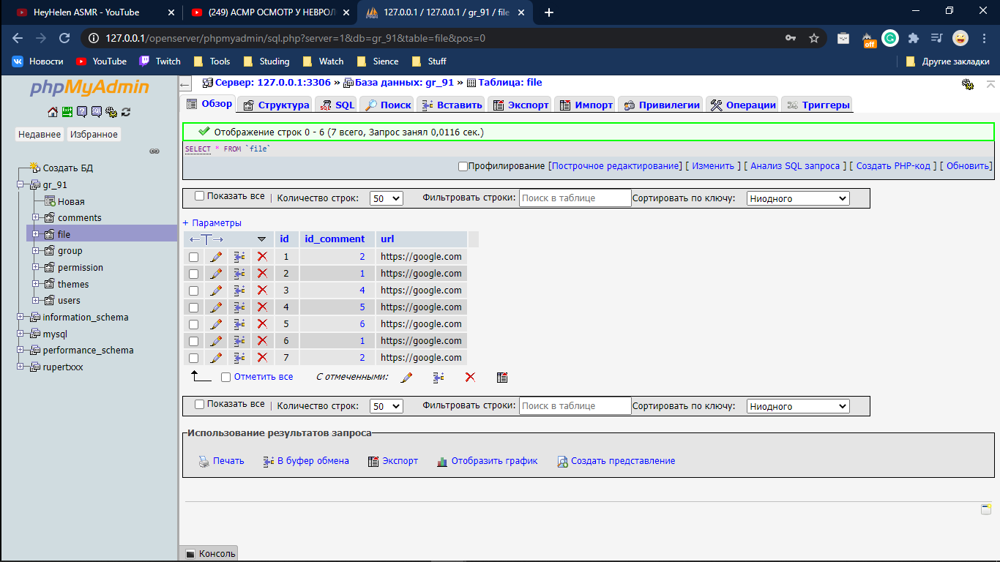 HeyHelen ASMR - YouTube
(249) АСМР ОСМОТР У НЕВРОЛ
127.0.0.1 / 127.0.0.1 / gr_91 / file
127.0.0.1/openserver/phpmyadmin/sql.php?server=1&db=gr_91&table=file&pos=0
off
Новости YouTube Twitch Tools Studing Watch Sience Stuff Другие закладки
phpMyAdmin
Недавнее Избранное
Создать БД
gr_91
Новая
comments
file
group
permission
themes
users
information_schema
mysql
performance_schema
rupertxxx
Сервер: 127.0.0.1:3306 » База данных: gr_91 » Таблица: file
Обзор Структура SQL Поиск Вставить Экспорт Импорт Привилегии Операции Триггеры
Отображение строк 0 - 6 (7 всего, Запрос занял 0,0116 сек.)
SELECT * FROM `file`
Профилирование [Построчное редактирование] [ Изменить ] [ Анализ SQL запроса ] [ Создать PHP-код ] [ Обновить]
Показать все | Количество строк: 50 Фильтровать строки: Поиск в таблице Сортировать по ключу: Ниодного
+ Параметры
←T→ id id_comment url
1 2 https://google.com
2 1 https://google.com
3 4 https://google.com
4 5 https://google.com
5 6 https://google.com
6 1 https://google.com
7 2 https://google.com
Отметить все С отмеченными:
Показать все | Количество строк: 50 Фильтровать строки: Поиск в таблице Сортировать по ключу: Ниодного
Использование результатов запроса
Печать В буфер обмена Экспорт Отобразить график Создать представление
Консоль